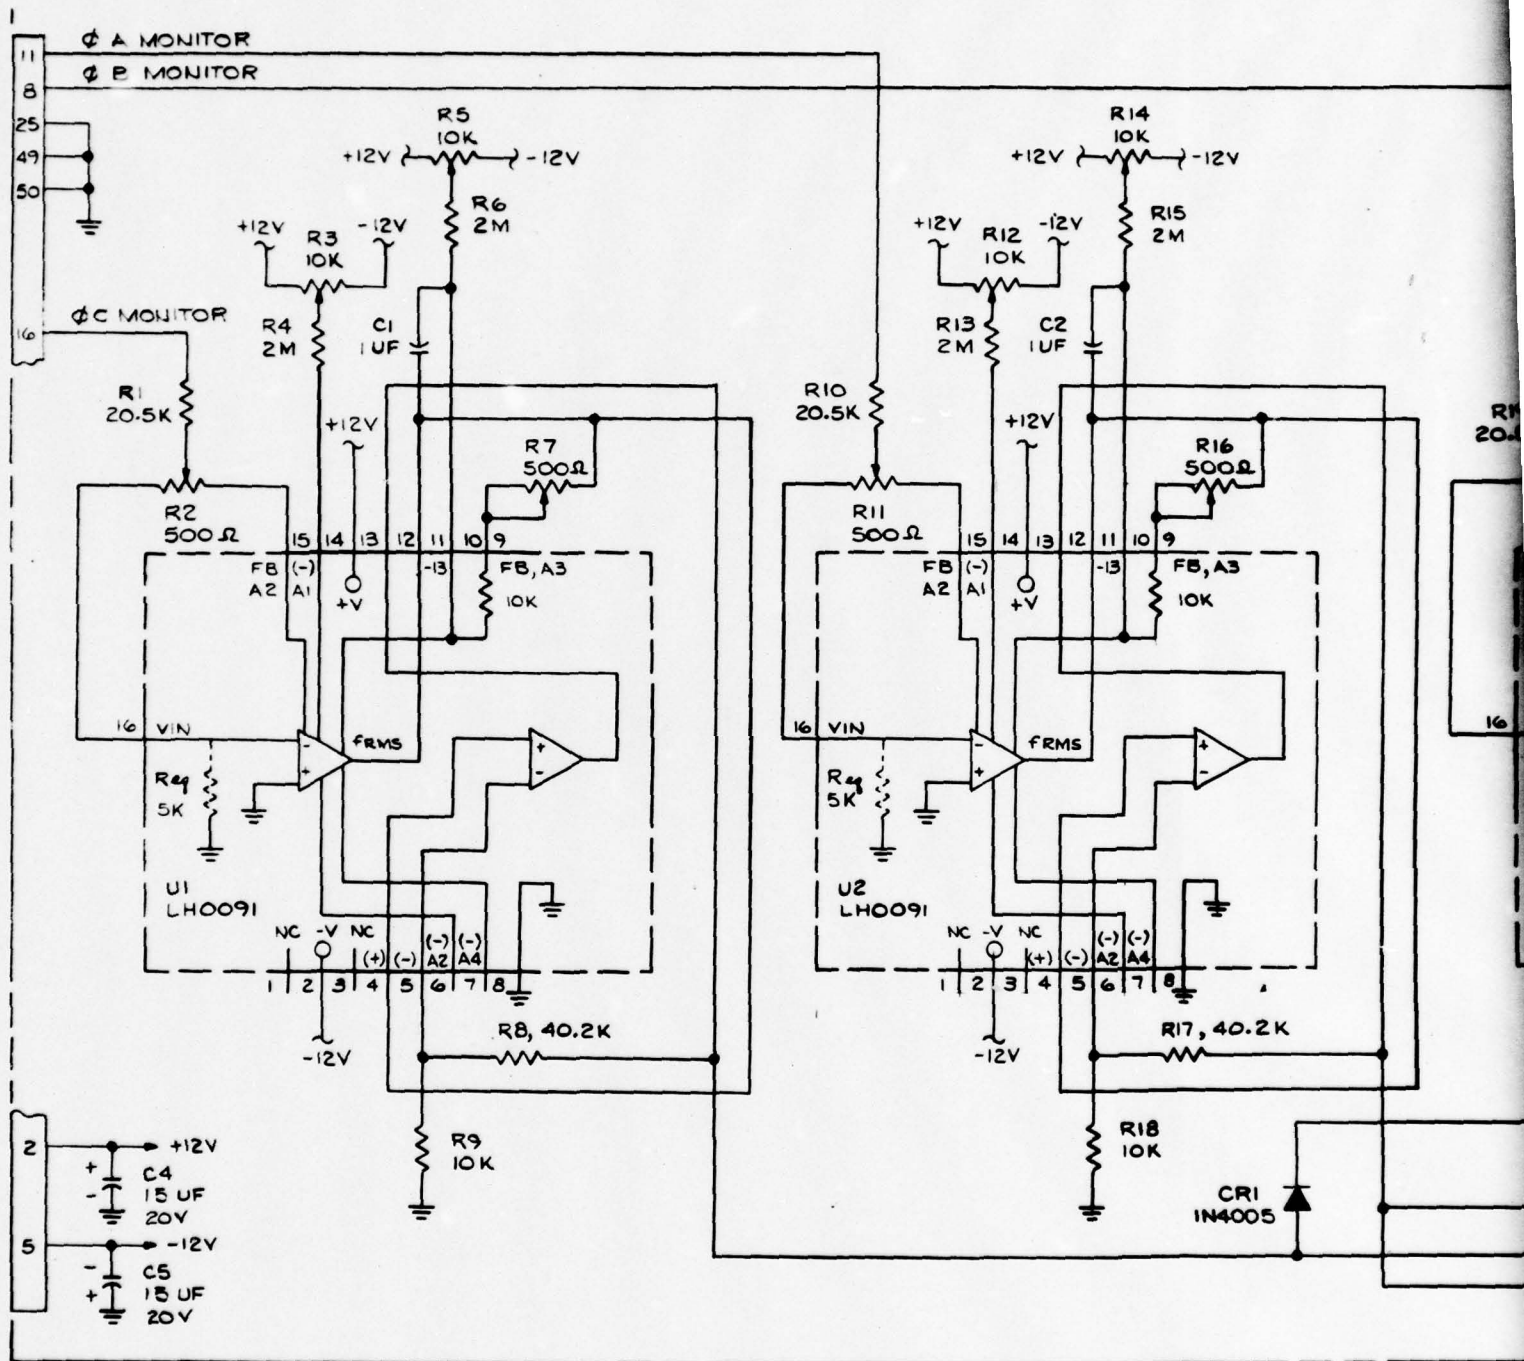 11
¢ A MONITOR
8
¢ B MONITOR
25
49
50
16
¢C MONITOR
R5
10K
+12V
-12V
R6
2M
+12V
-12V
R3
10K
R4
2M
C1
1UF
R1
20.5K
+12V
R7
500Ω
R2
500Ω
15 14 13 12 11 10 9
FB (-)
A2 A1
+V
-13
FB, A3
10K
16
VIN
-
+
fRMS
+
-
Req
5K
U1
LH0091
NC -V NC
(+) (-) (-) (-)
A2 A4
1 2 3 4 5 6 7 8
-12V
R8, 40.2K
R9
10K
R14
10K
+12V
-12V
R15
2M
+12V
-12V
R12
10K
R13
2M
C2
1UF
R10
20.5K
+12V
R16
500Ω
R11
500Ω
15 14 13 12 11 10 9
FB (-)
A2 A1
+V
-13
FB, A3
10K
16
VIN
-
+
fRMS
+
-
Req
5K
U2
LH0091
NC -V NC
(+) (-) (-) (-)
A2 A4
1 2 3 4 5 6 7 8
-12V
R17, 40.2K
R18
10K
CR1
1N4005
16
2
+12V
+
-
C4
15 UF
20V
5
-12V
-
+
C5
15 UF
20V